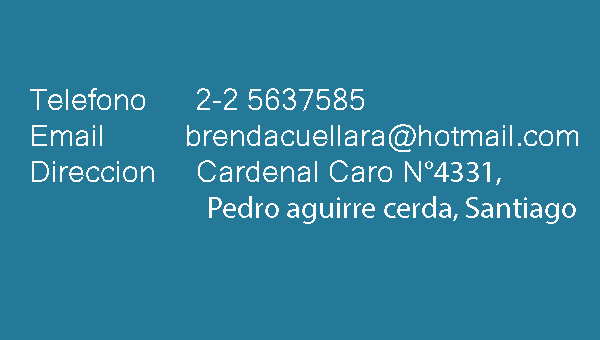 Telefono 2-2 5637585
Email brendacuellara@hotmail.com
Direccion Cardenal Caro N°4331,
Pedro aguirre cerda, Santiago